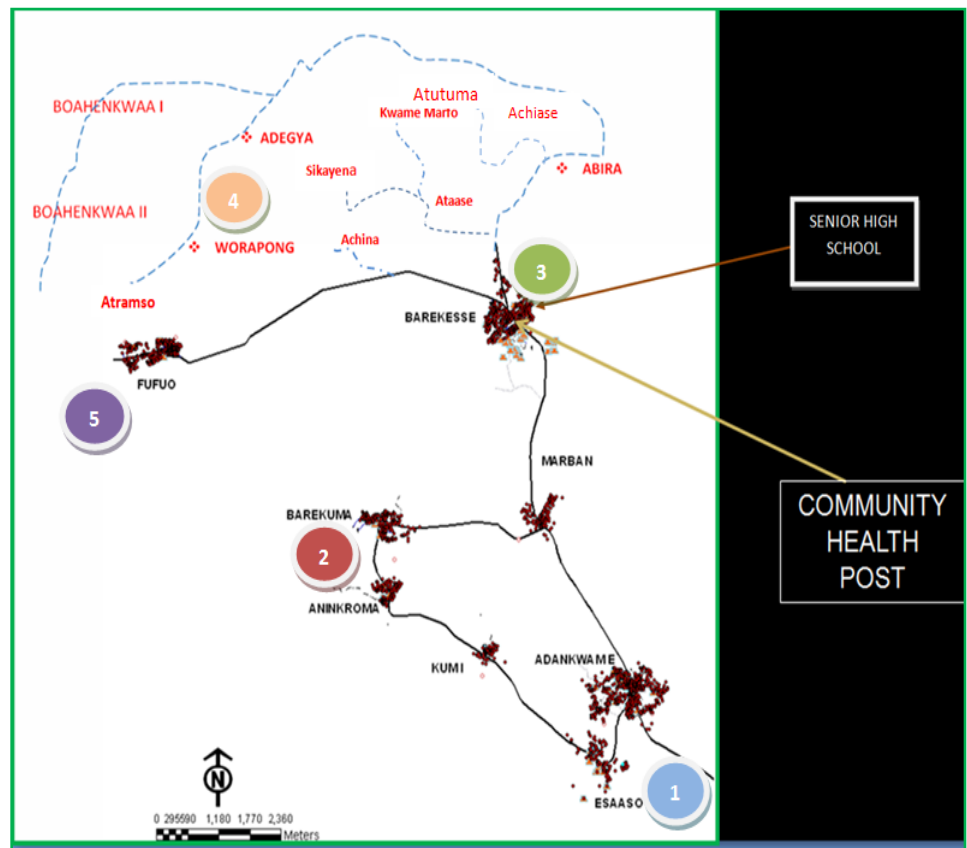 BOAHENKWAA I
Atutuma
Kwame Marto
Achiase
ADEGYA
Sikayena
ABIRA
4
Ataase
BOAHENKWAA II
SENIOR HIGH
SCHOOL
WORAPONG
Achina
3
Atramso
BAREKESSE
FUFUO
5
MARBAN
COMMUNITY
HEALTH
POST
BAREKUMA
2
ANINKROMA
KUMI
ADANKWAME
N
1
ESAASO
0 295590 1,180 1,770 2,360
Meters